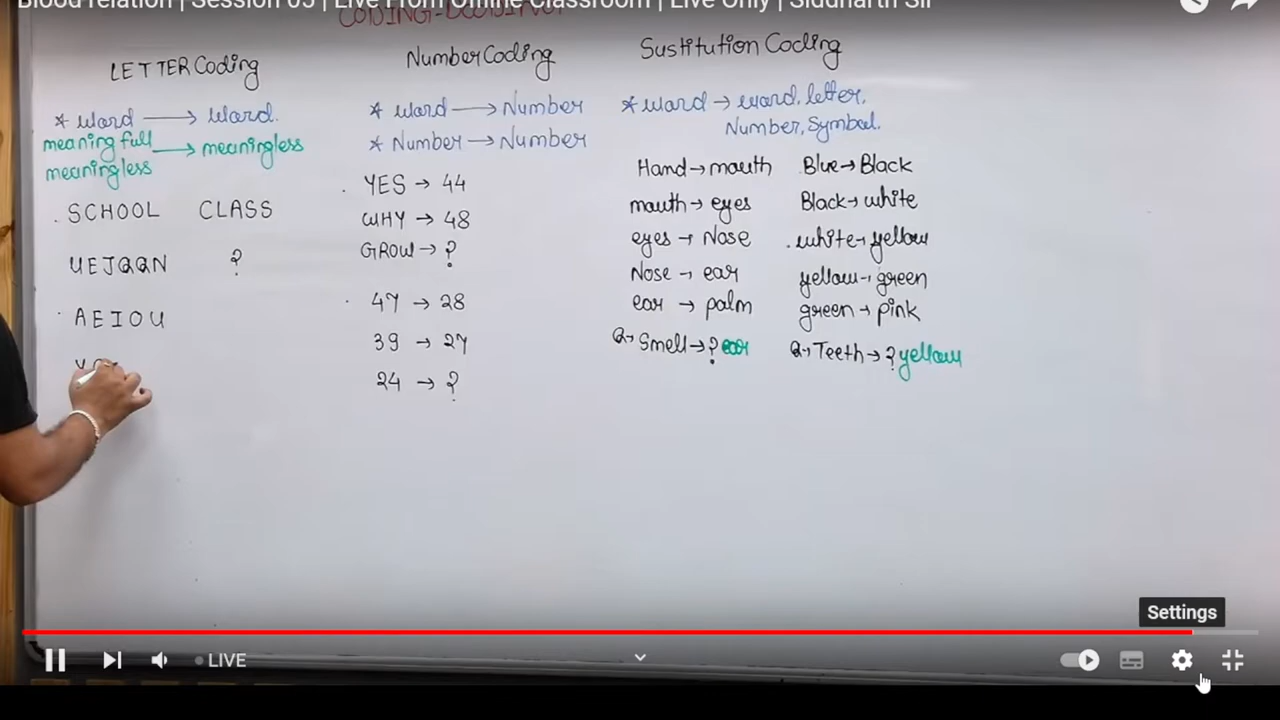 Blood relation | Session 05 | Live From Offline Classroom | Live Only | Siddharth Sir
CODING-DECODING
LETTER Coding
* Word → Word.
meaning full
meaningless → meaningless
. SCHOOL CLASS
UEJQQN ?
. AEIOU
Number Coding
* Word → Number
* Number → Number
. YES → 44
WHY → 48
GROW → ?
. 47 → 28
39 → 27
24 → ?
Sustitution Coding
* Word → word, letter,
Number, Symbol.
Hand → mouth Blue → Black
mouth → eyes Black → white
eyes → Nose . white → yellow
Nose → ear yellow → green
ear → palm green → pink
Q → Smell → ? ear Q → Teeth → ? yellow
Settings
LIVE